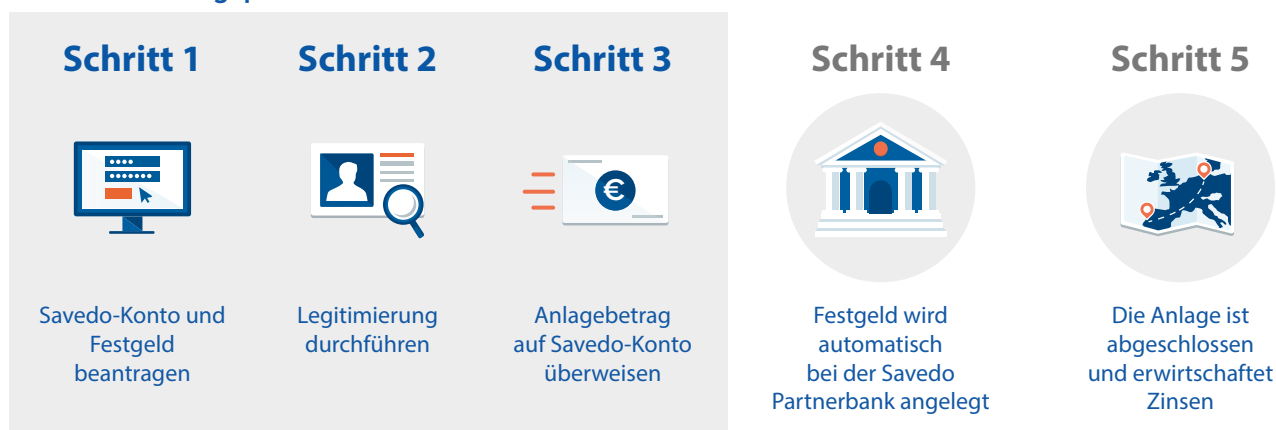 Schritt 1
Schritt 2
Schritt 3
Schritt 4
Schritt 5
€
Savedo-Konto und
Festgeld
beantragen
Legitimierung
durchführen
Anlagebetrag
auf Savedo-Konto
überweisen
Festgeld wird
automatisch
bei der Savedo
Partnerbank angelegt
Die Anlage ist
abgeschlossen
und erwirtschaftet
Zinsen